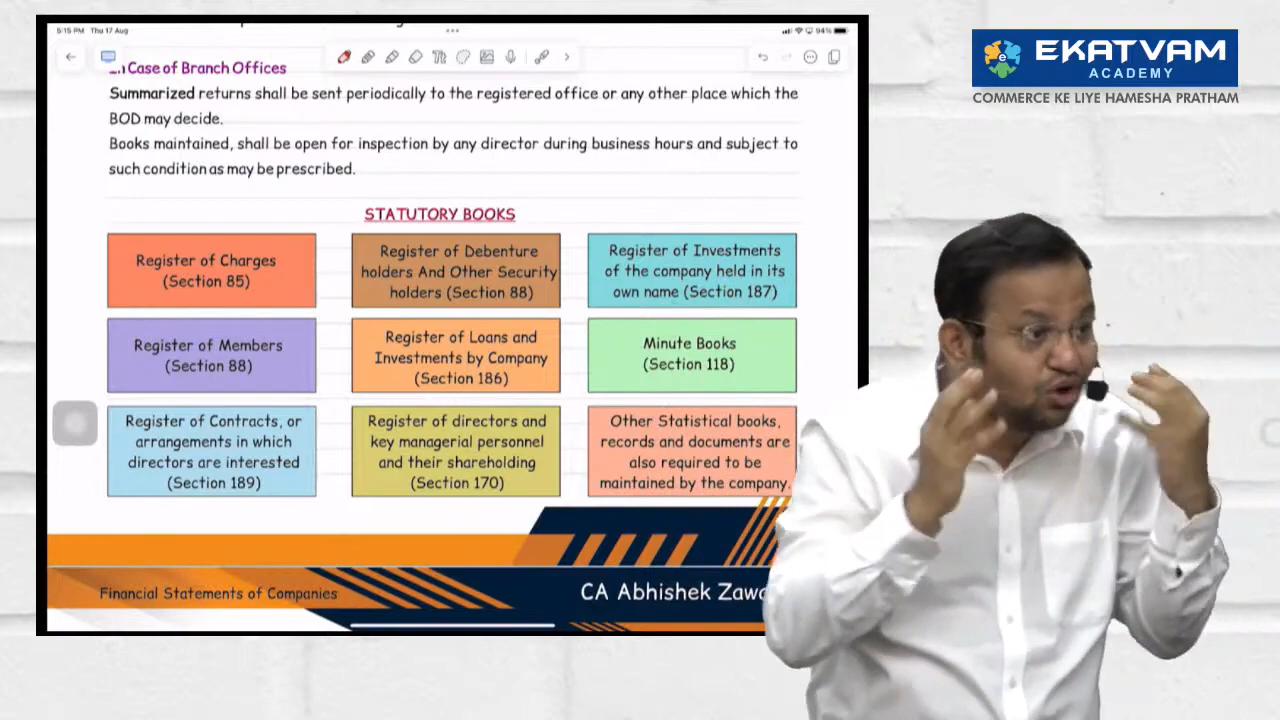 5:15 PM Thu 17 Aug
94%
EKATVAM
ACADEMY
COMMERCE KE LIYE HAMESHA PRATHAM
In Case of Branch Offices
Summarized returns shall be sent periodically to the registered office or any other place which the
BOD may decide.
Books maintained, shall be open for inspection by any director during business hours and subject to
such condition as may be prescribed.
STATUTORY BOOKS
Register of Charges
(Section 85)
Register of Debenture
holders And Other Security
holders (Section 88)
Register of Investments
of the company held in its
own name (Section 187)
Register of Members
(Section 88)
Register of Loans and
Investments by Company
(Section 186)
Minute Books
(Section 118)
Register of Contracts, or
arrangements in which
directors are interested
(Section 189)
Register of directors and
key managerial personnel
and their shareholding
(Section 170)
Other Statistical books,
records and documents are
also required to be
maintained by the company.
Financial Statements of Companies
CA Abhishek